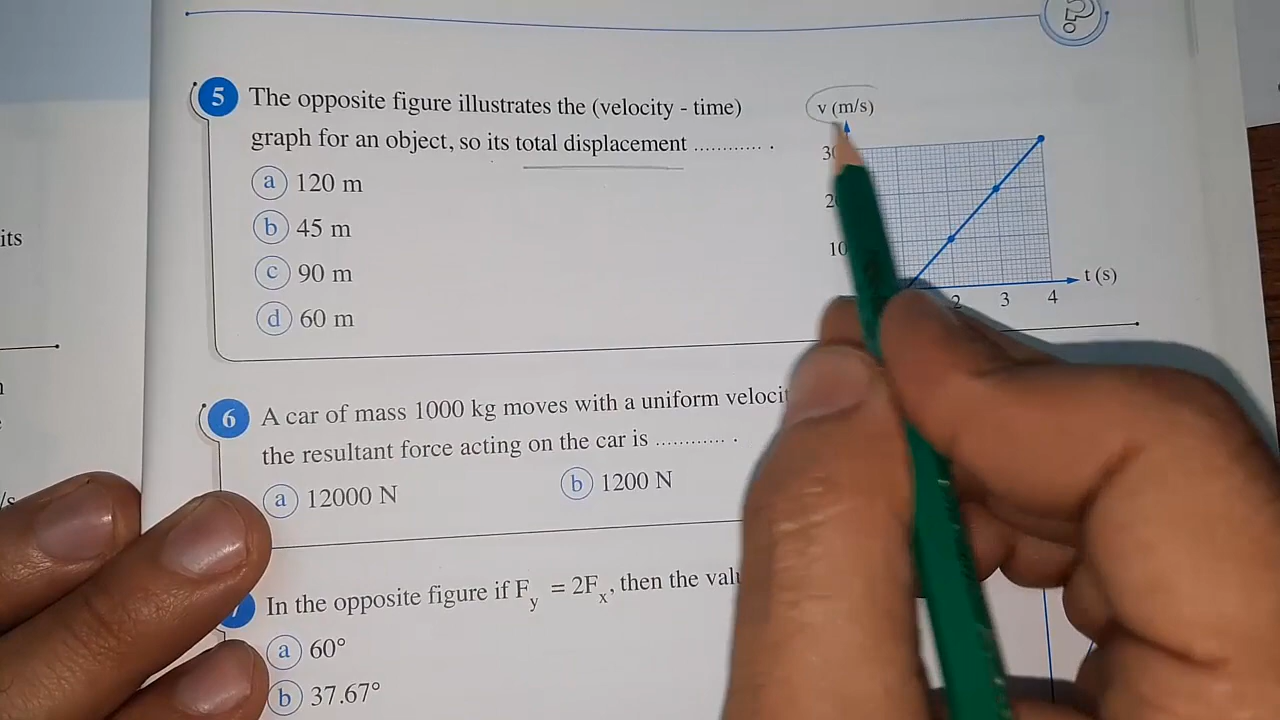 5 The opposite figure illustrates the (velocity - time)
graph for an object, so its total displacement ............ .
a 120 m
b 45 m
c 90 m
d 60 m
v (m/s)
30
10
t (s)
2 3 4
6 A car of mass 1000 kg moves with a uniform
the resultant force acting on the car is ............ .
a 12000 N b 1200 N
7 In the opposite figure if Fy = 2Fx, then the
a 60°
b 37.67°
its